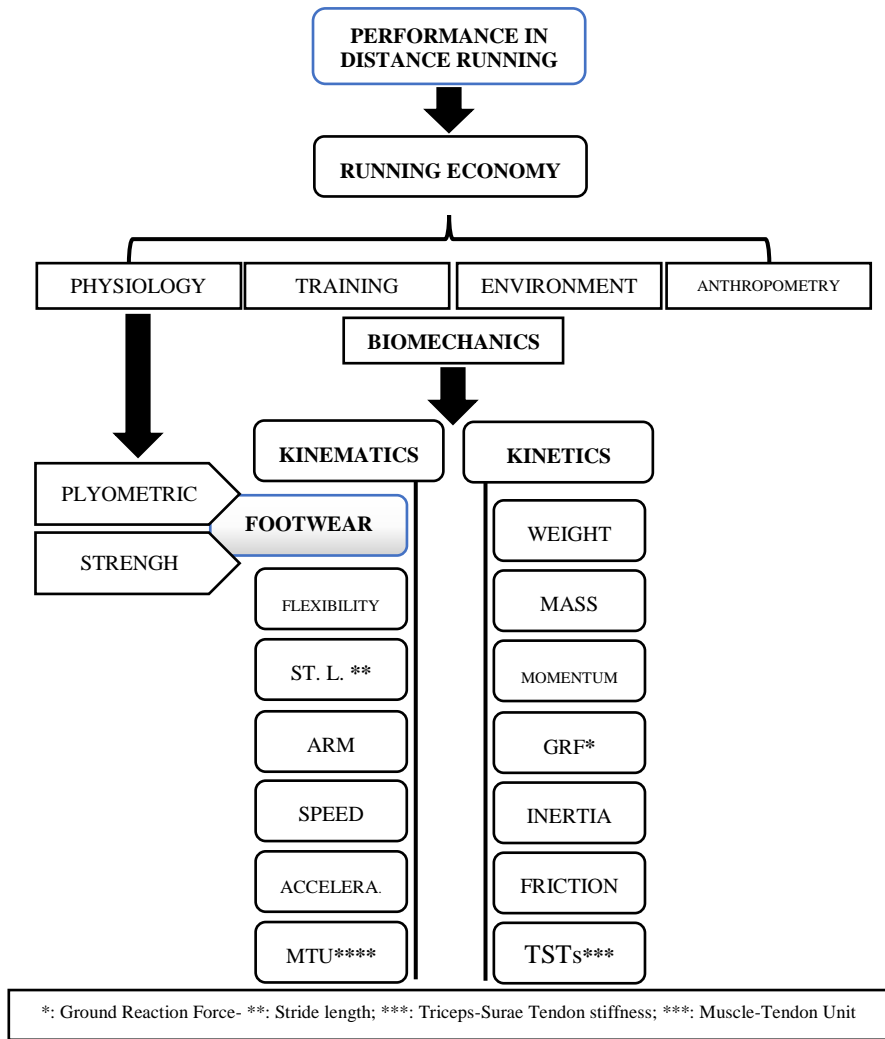 PERFORMANCE IN
DISTANCE RUNNING
RUNNING ECONOMY
PHYSIOLOGY
TRAINING
ENVIRONMENT
ANTHROPOMETRY
BIOMECHANICS
KINEMATICS
KINETICS
PLYOMETRIC
STRENGH
FOOTWEAR
FLEXIBILITY
ST. L. **
ARM
SPEED
ACCELERA.
MTU****
WEIGHT
MASS
MOMENTUM
GRF*
INERTIA
FRICTION
TSTs***
*: Ground Reaction Force- **: Stride length; ***: Triceps-Surae Tendon stiffness; ***: Muscle-Tendon Unit